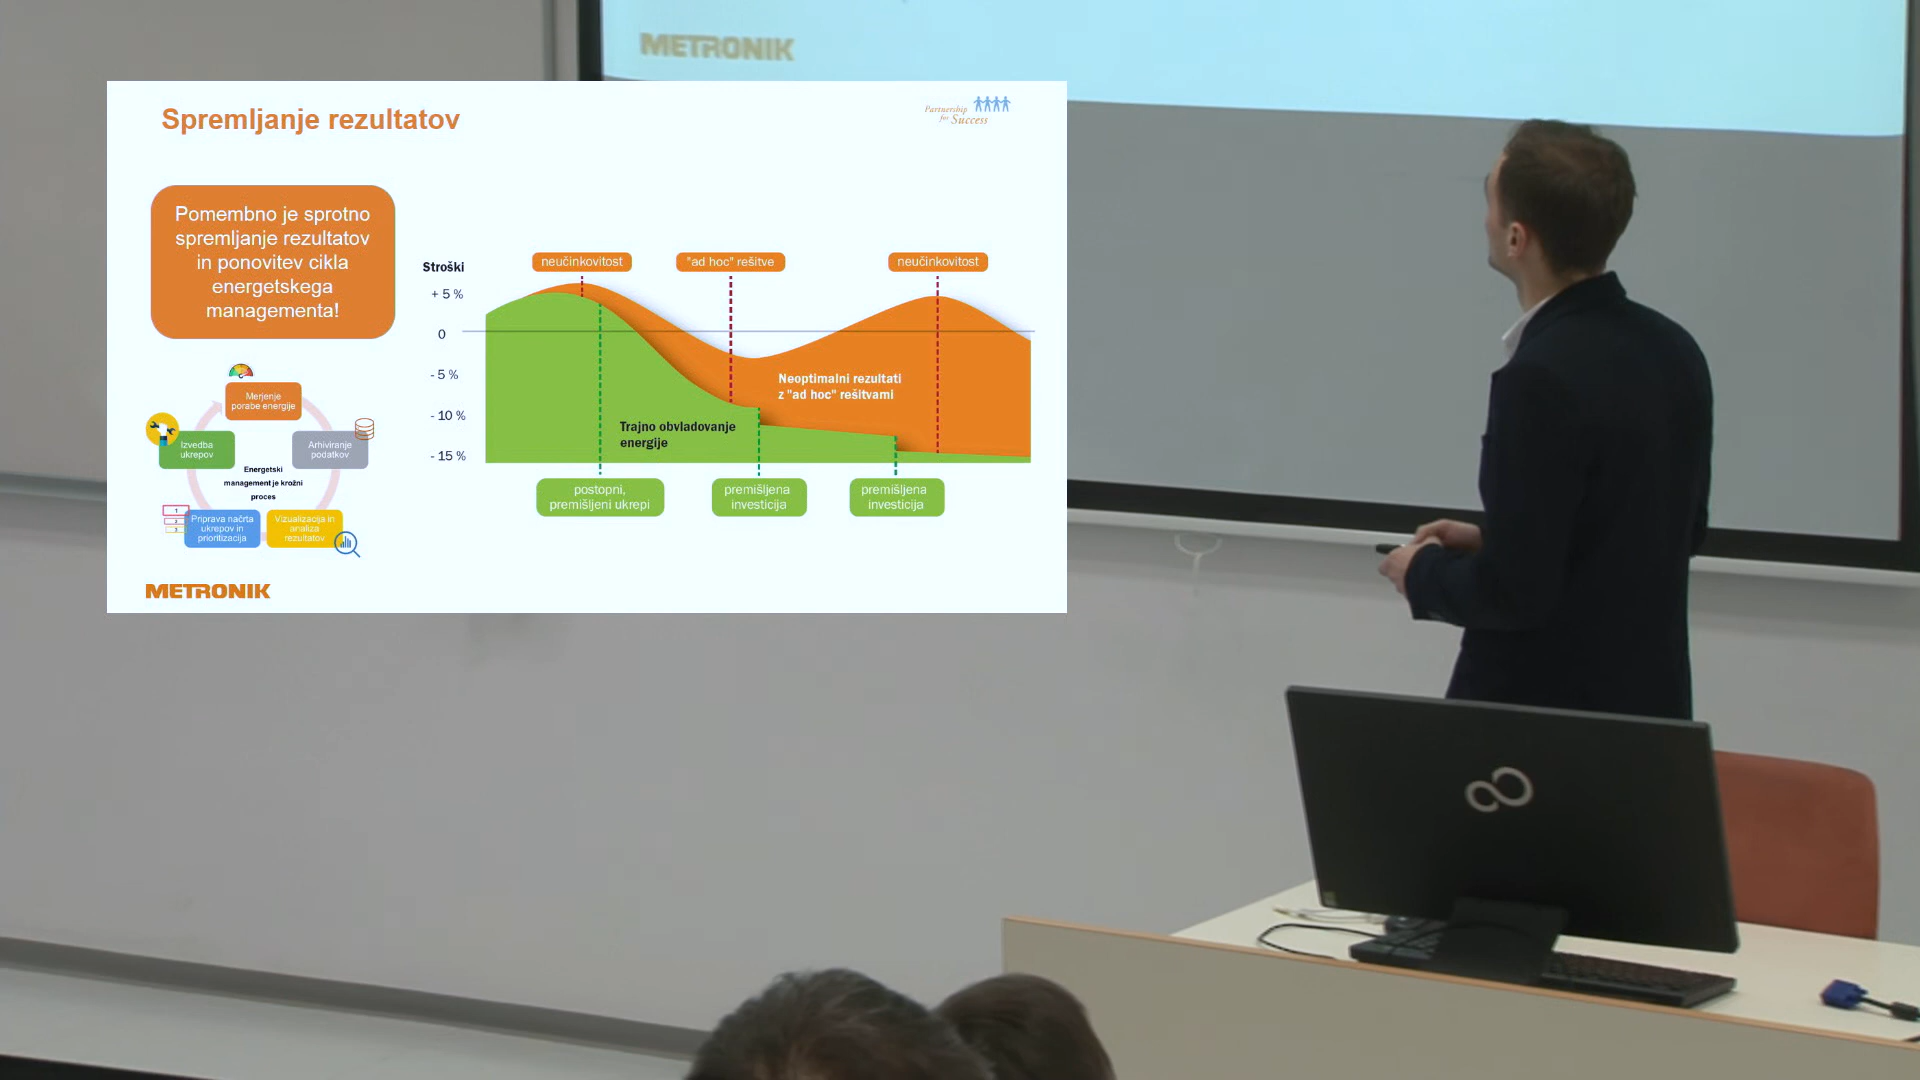 METRONIK
Spremljanje rezultatov
Partnership
for Success
Pomembno je sprotno
spremljanje rezultatov
in ponovitev cikla
energetskega
managementa!
Merjenje
porabe energije
Arhiviranje
podatkov
Vizualizacija in
analiza
rezultatov
Priprava načrta
ukrepov in
prioritizacija
Izvedba
ukrepov
Energetski
management je krožni
proces
1
2
3
Stroški
+ 5 %
0
- 5 %
- 10 %
- 15 %
neučinkovitost
"ad hoc" rešitve
neučinkovitost
Neoptimalni rezultati
z "ad hoc" rešitvami
Trajno obvladovanje
energije
postopni,
premišljeni ukrepi
premišljena
investicija
premišljena
investicija
METRONIK